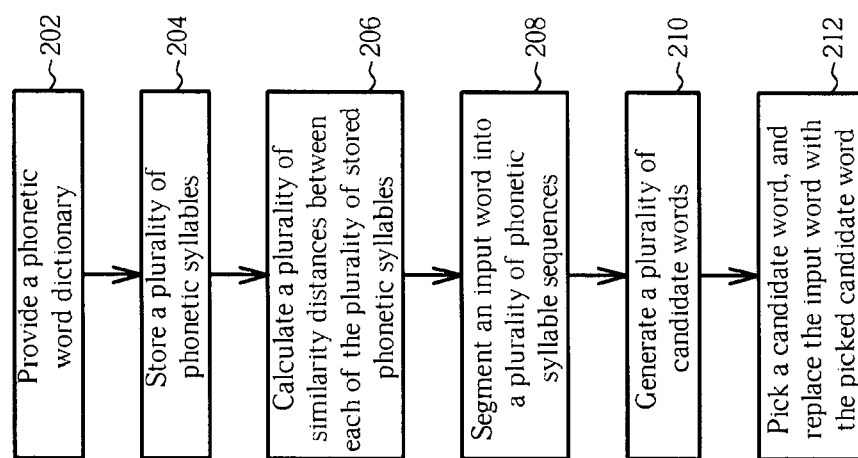 Provide a phonetic
word dictionary
202
Store a plurality of
phonetic syllables
204
Calculate a plurality of
similarity distances between
each of the plurality of stored
phonetic syllables
206
Segment an input word into
a plurality of phonetic
syllable sequences
208
Generate a plurality of
candidate words
210
Pick a candidate word, and
replace the input word with
the picked candidate word
212